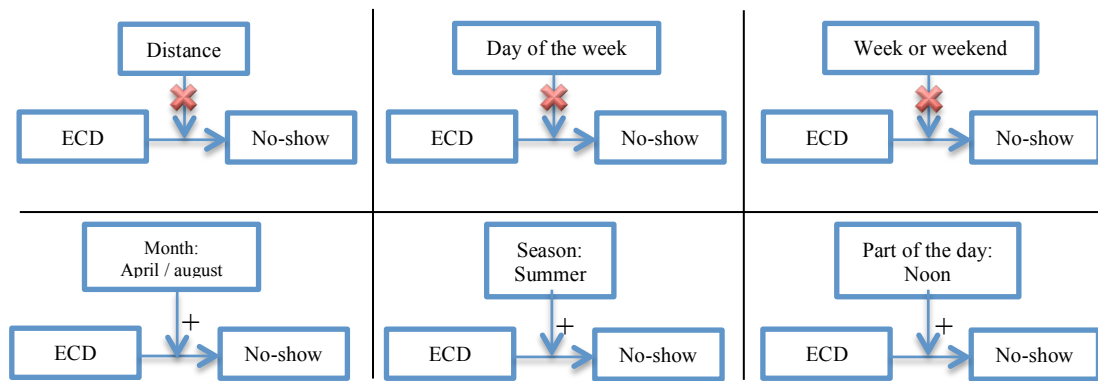 Distance
ECD
No-show
Day of the week
ECD
No-show
Week or weekend
ECD
No-show
Month:
April / august
+
ECD
No-show
Season:
Summer
+
ECD
No-show
Part of the day:
Noon
+
ECD
No-show